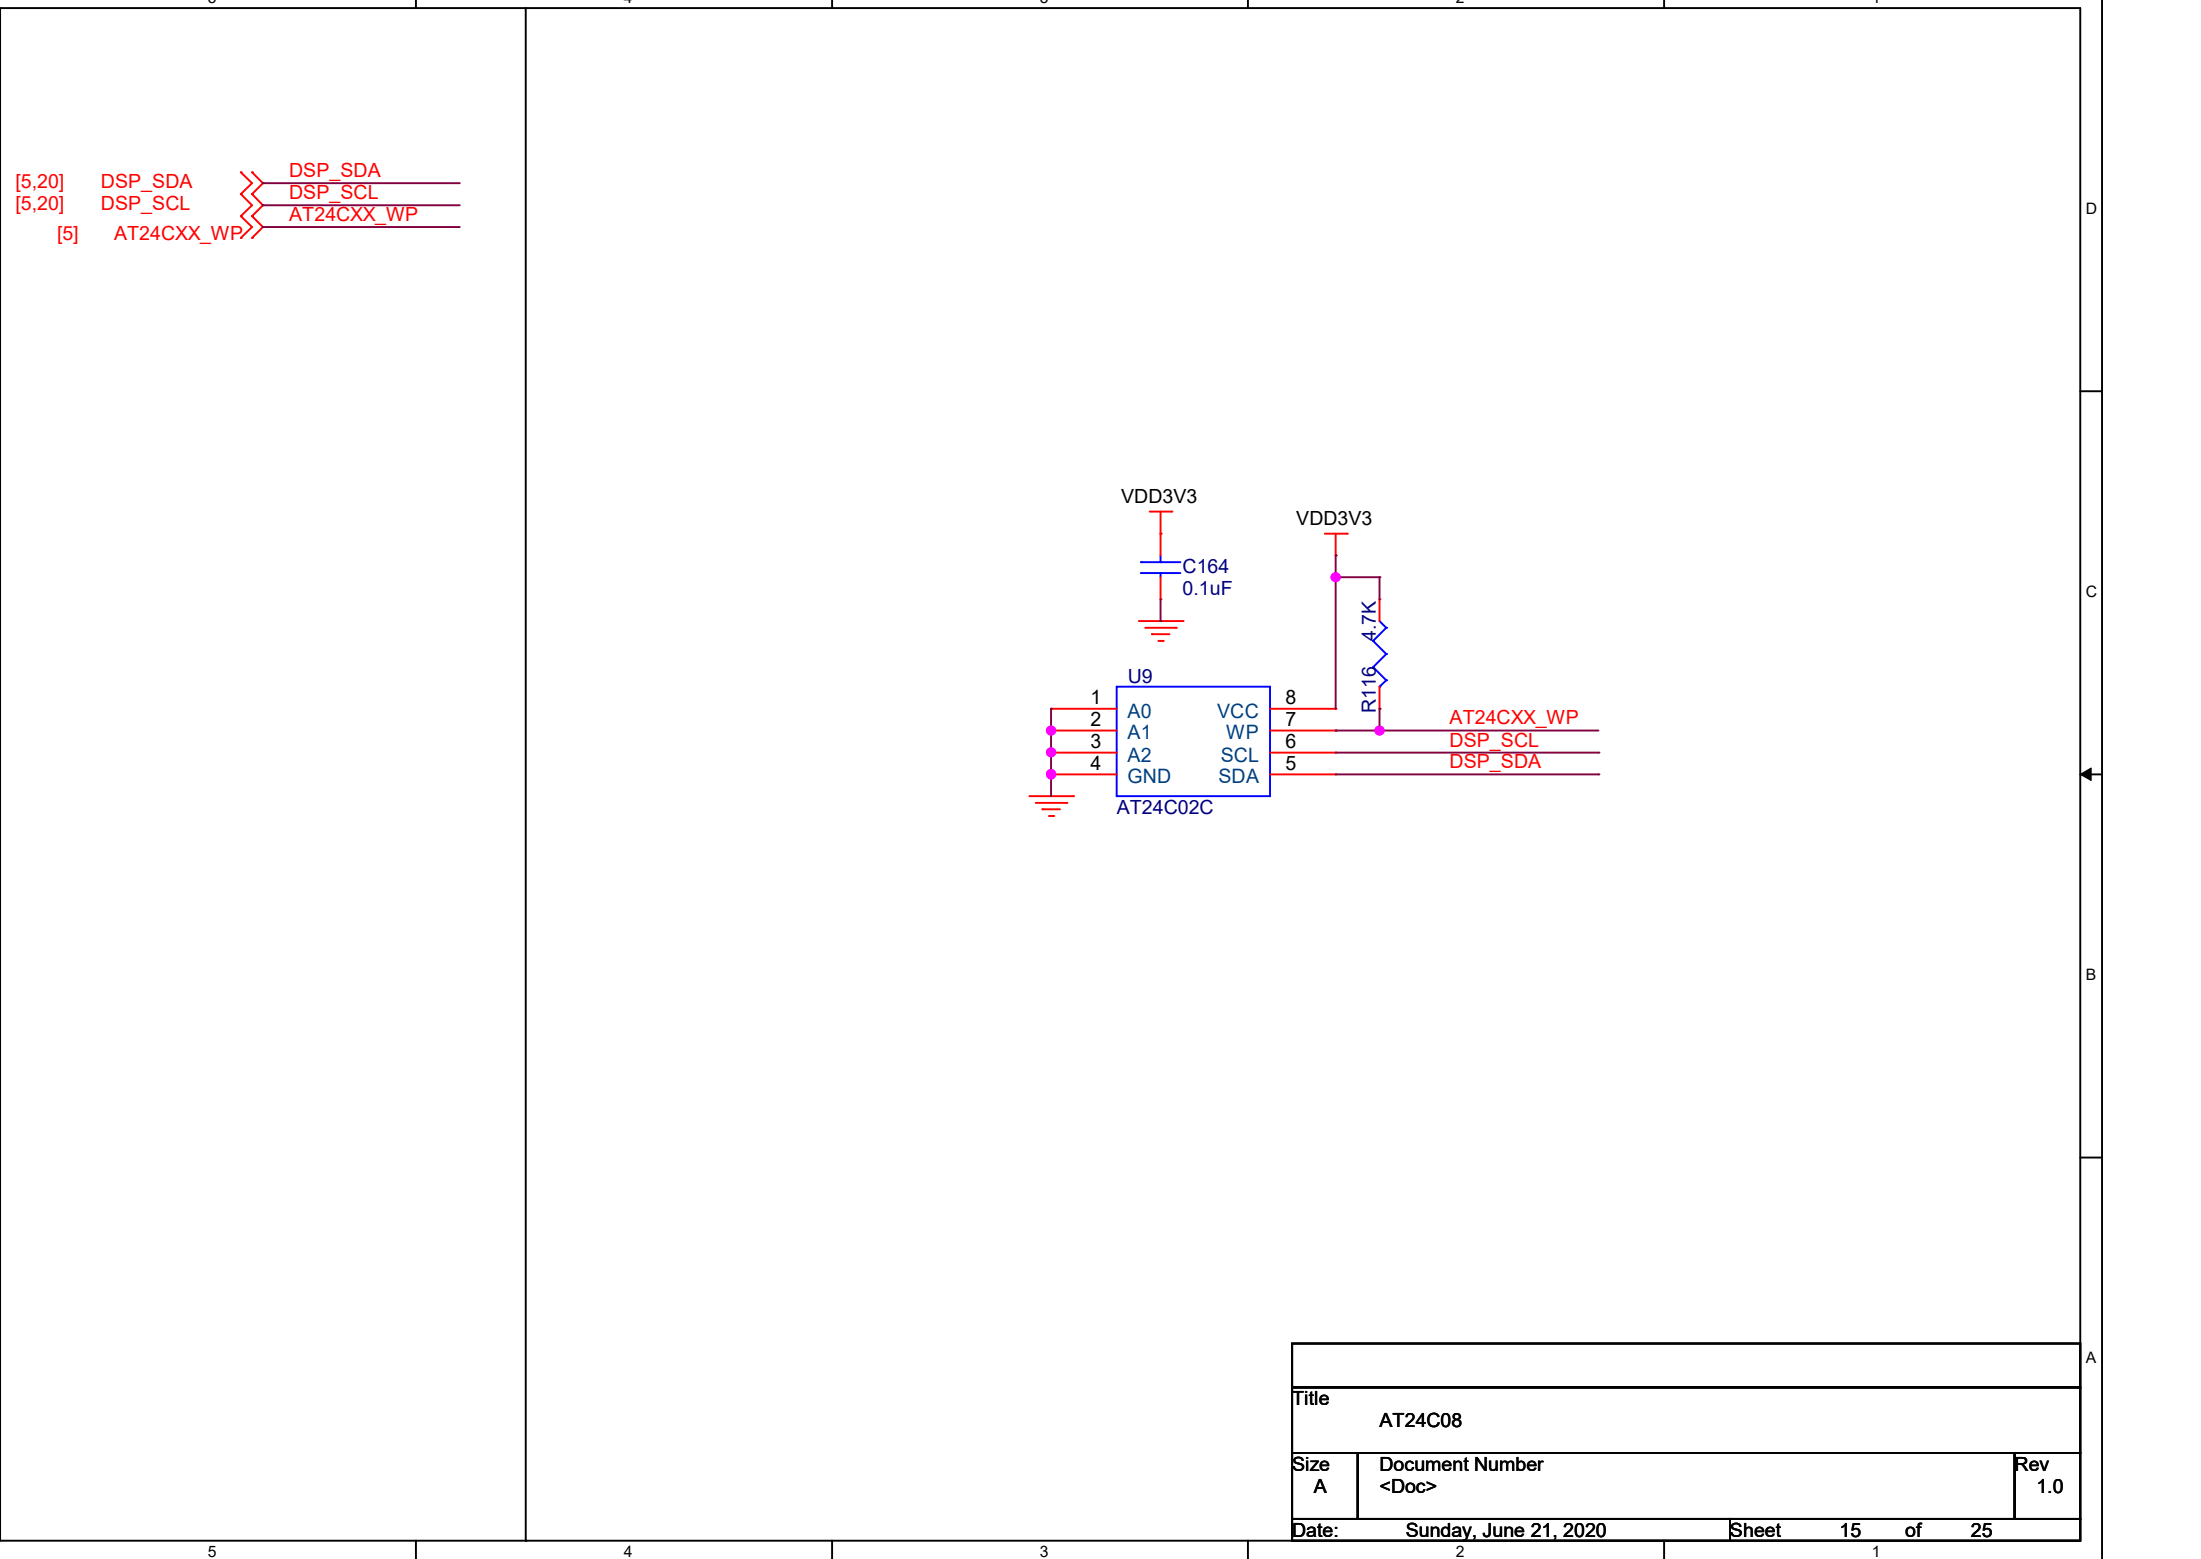 [5,20] DSP_SDA DSP_SDA
[5,20] DSP_SCL DSP_SCL
[5] AT24CXX_WP AT24CXX_WP
D
VDD3V3
VDD3V3
C164
0.1uF
C
R116 4.7K
U9
1 A0 VCC 8
2 A1 WP 7 AT24CXX_WP
3 A2 SCL 6 DSP_SCL
4 GND SDA 5 DSP_SDA
AT24C02C
B
A
Title
AT24C08
Size Document Number Rev
A <Doc> 1.0
Date: Sunday, June 21, 2020 Sheet 15 of 25
5 4 3 2 1